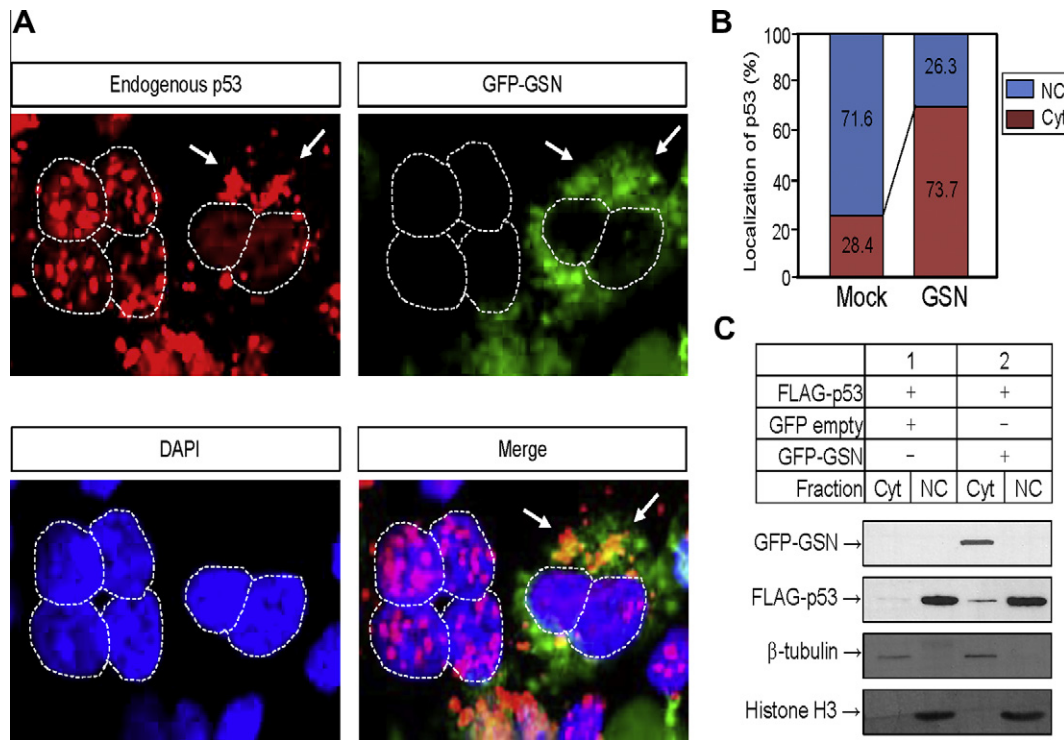 A
Endogenous p53
GFP-GSN
DAPI
Merge
B
Localization of p53 (%)
100
80
60
40
20
0
71.6
28.4
26.3
73.7
Mock
GSN
NC
Cyt
C
1 2
FLAG-p53 + +
GFP empty + −
GFP-GSN − +
Fraction Cyt NC Cyt NC
GFP-GSN →
FLAG-p53 →
β-tubulin →
Histone H3 →